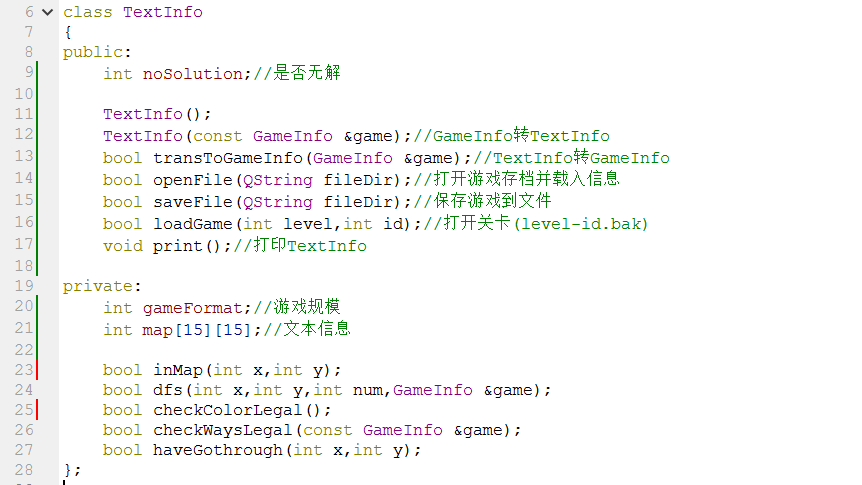 6 class TextInfo
7 {
8 public:
9 int noSolution;//是否无解
10
11 TextInfo();
12 TextInfo(const GameInfo &game);//GameInfo转TextInfo
13 bool transToGameInfo(GameInfo &game);//TextInfo转GameInfo
14 bool openFile(QString fileDir);//打开游戏存档并载入信息
15 bool saveFile(QString fileDir);//保存游戏到文件
16 bool loadGame(int level,int id);//打开关卡(level-id.bak)
17 void print();//打印TextInfo
18
19 private:
20 int gameFormat;//游戏规模
21 int map[15][15];//文本信息
22
23 bool inMap(int x,int y);
24 bool dfs(int x,int y,int num,GameInfo &game);
25 bool checkColorLegal();
26 bool checkWaysLegal(const GameInfo &game);
27 bool haveGothrough(int x,int y);
28 };